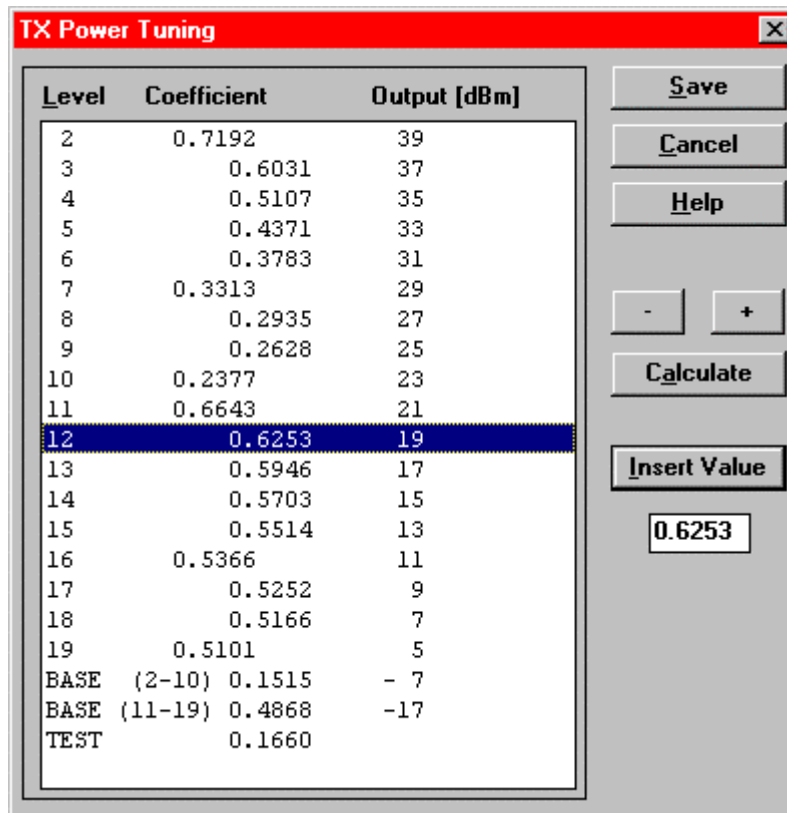 TX Power Tuning
Level Coefficient Output [dBm]
2 0.7192 39
3 0.6031 37
4 0.5107 35
5 0.4371 33
6 0.3783 31
7 0.3313 29
8 0.2935 27
9 0.2628 25
10 0.2377 23
11 0.6643 21
12 0.6253 19
13 0.5946 17
14 0.5703 15
15 0.5514 13
16 0.5366 11
17 0.5252 9
18 0.5166 7
19 0.5101 5
BASE (2-10) 0.1515 - 7
BASE (11-19) 0.4868 -17
TEST 0.1660
Save
Cancel
Help
- +
Calculate
Insert Value
0.6253